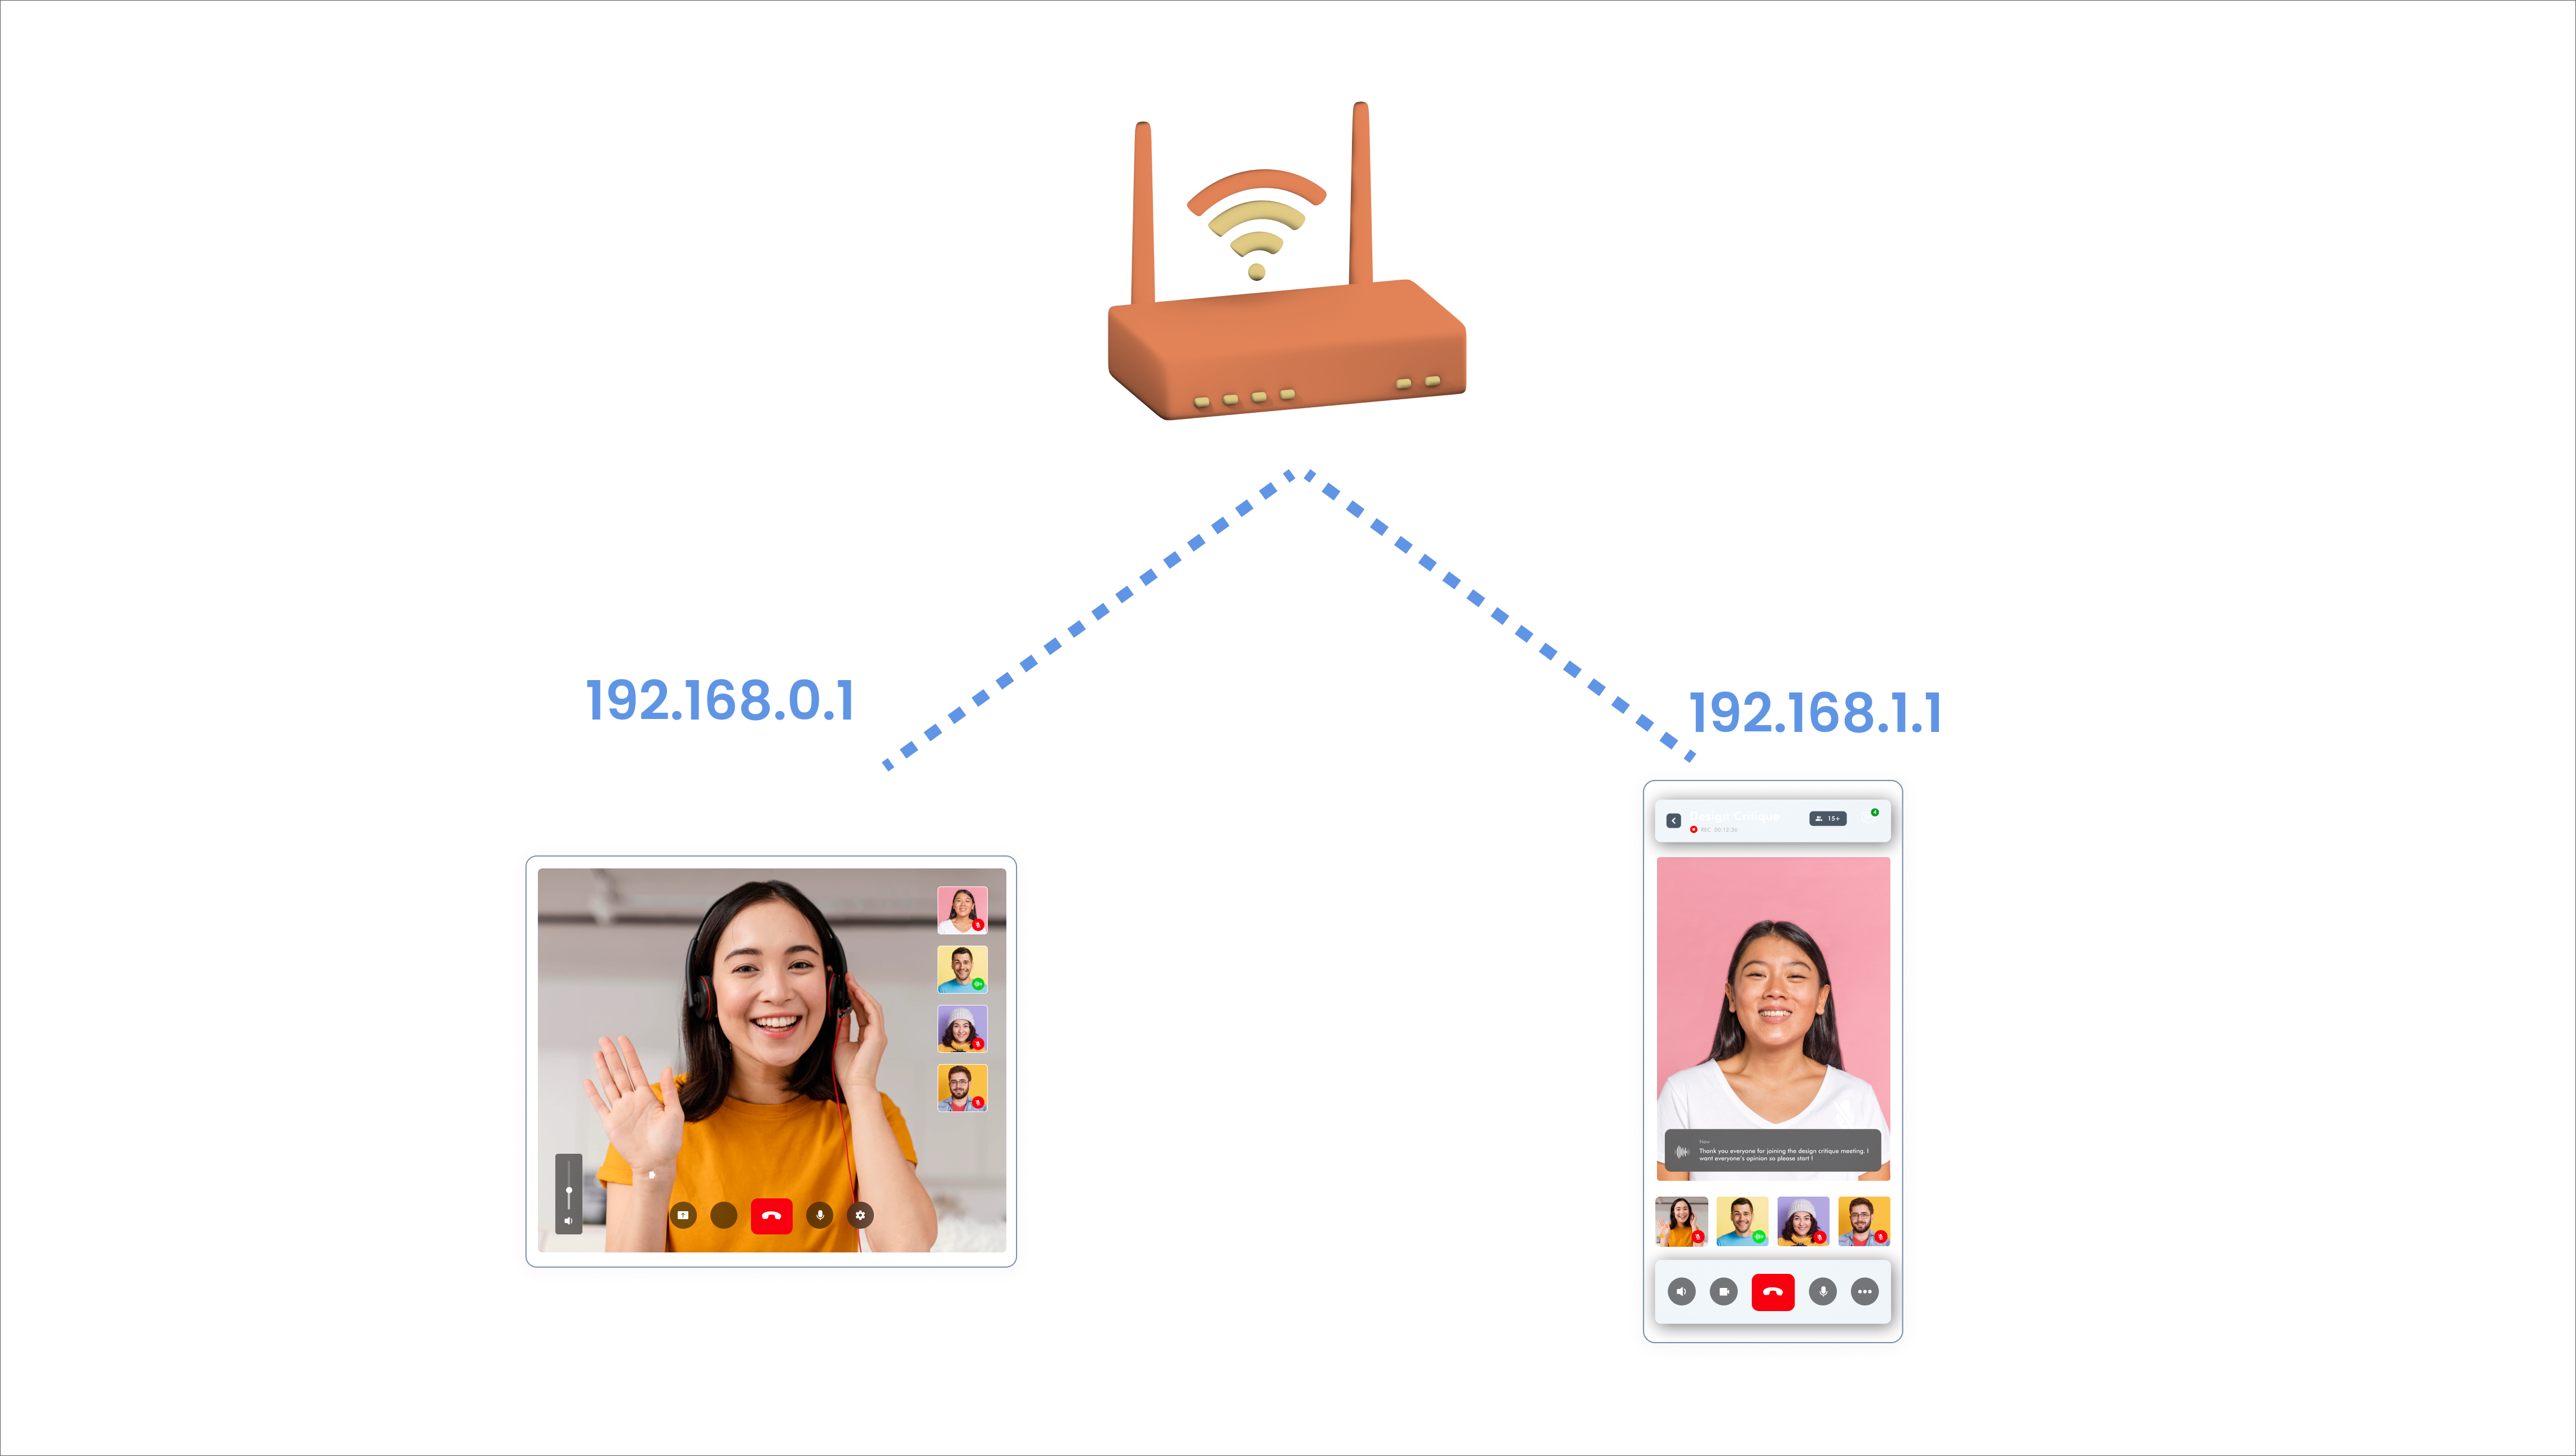 192.168.0.1
192.168.1.1
Design Critique
15+
4
REC 00:12:36
Now
Thank you everyone for joining the design critique meeting. I
want everyone's opinion so please start !